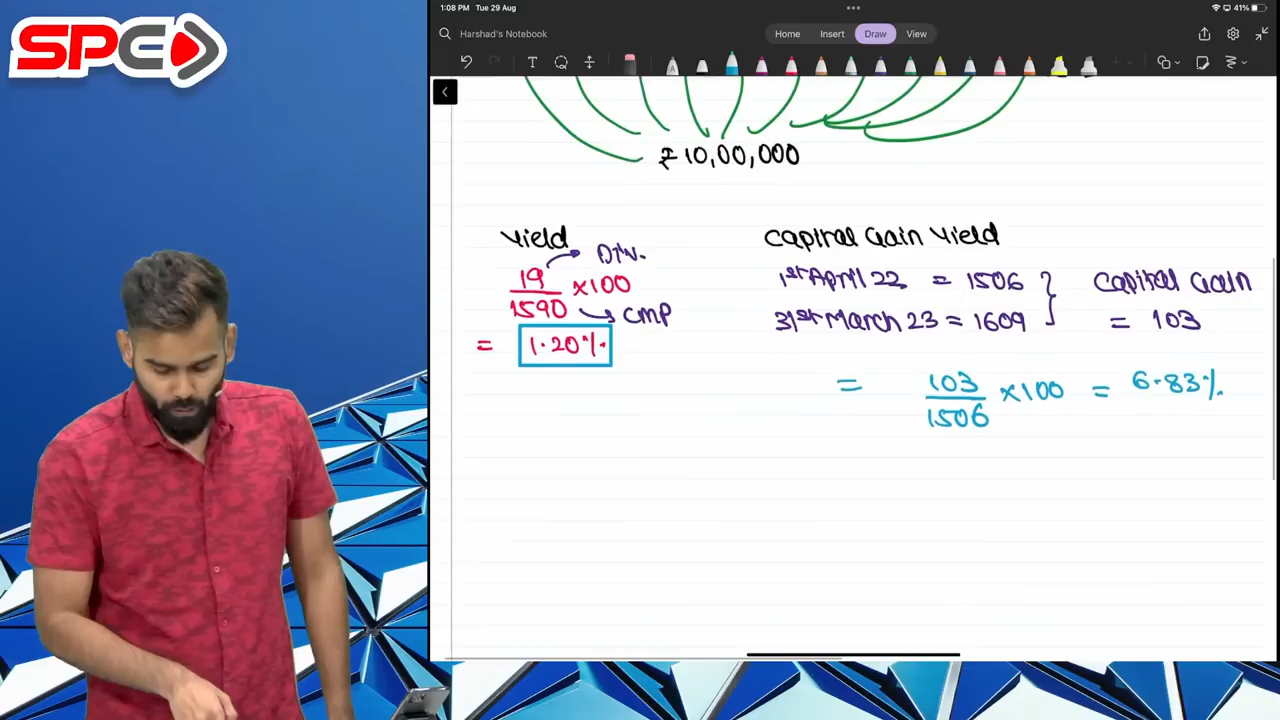 SPE
1:08 PM Tue 29 Aug
41%
Harshad's Notebook
Home Insert Draw View
₹10,00,000
Yield
Div.
19
1590
×100
CMP
= 1.20%
Capital Gain Yield
1st April 22 = 1506
31st March 23 = 1609
Capital Gain
= 103
= 103
1506
×100 = 6.83%